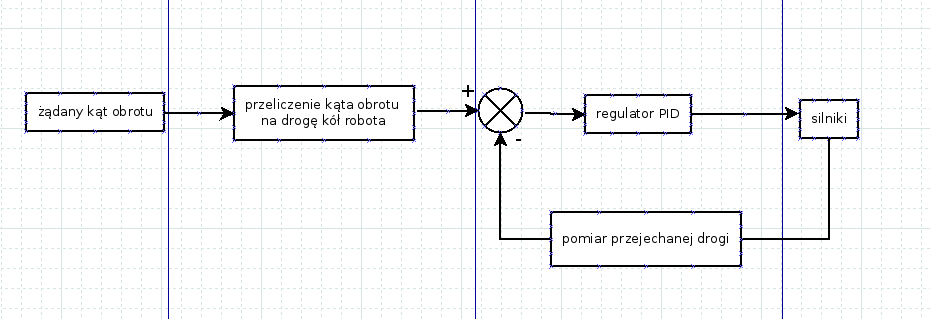 żądany kąt obrotu
przeliczenie kąta obrotu
na drogę kół robota
+
-
regulator PID
silniki
pomiar przejechanej drogi